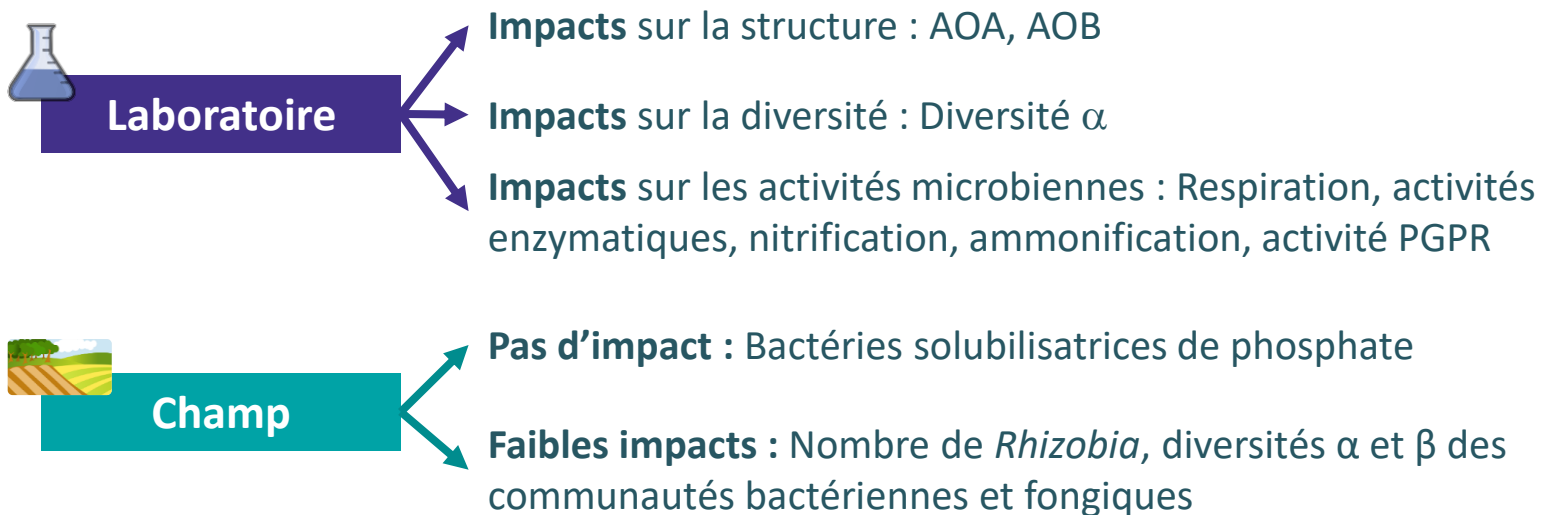 Impacts sur la structure : AOA, AOB
Laboratoire
Impacts sur la diversité : Diversité α
Impacts sur les activités microbiennes : Respiration, activités
enzymatiques, nitrification, ammonification, activité PGPR
Pas d’impact : Bactéries solubilisatrices de phosphate
Champ
Faibles impacts : Nombre de Rhizobia, diversités α et β des
communautés bactériennes et fongiques